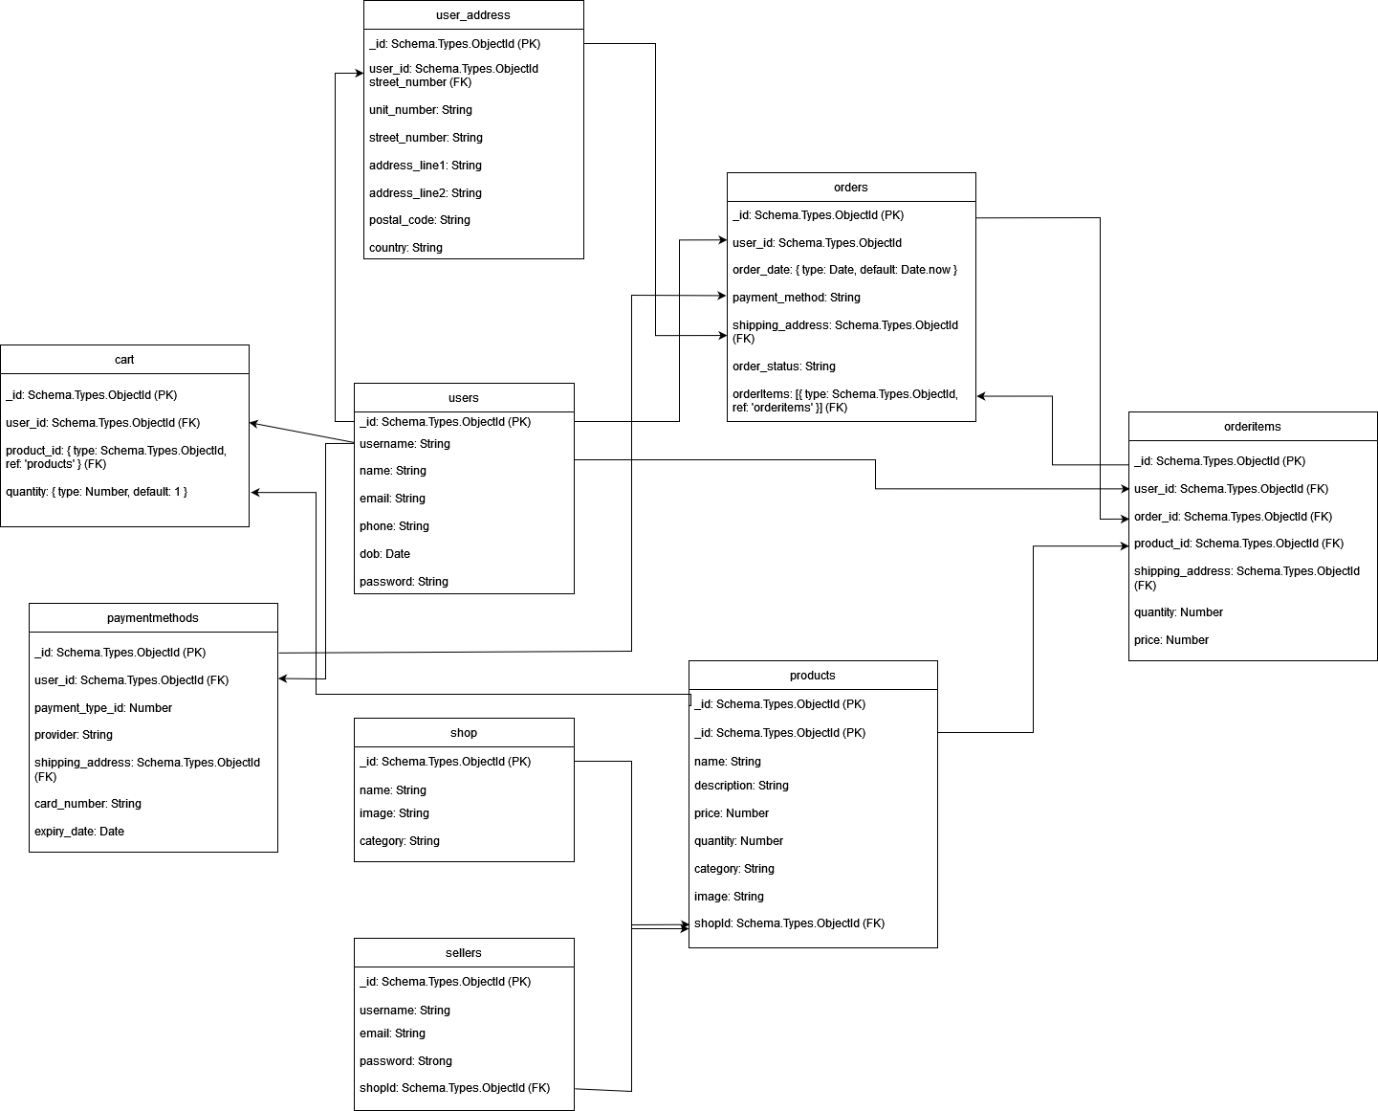 user_address
_id: Schema.Types.ObjectId (PK)
user_id: Schema.Types.ObjectId
street_number (FK)
unit_number: String
street_number: String
address_line1: String
address_line2: String
postal_code: String
country: String
orders
_id: Schema.Types.ObjectId (PK)
user_id: Schema.Types.ObjectId
order_date: { type: Date, default: Date.now }
payment_method: String
shipping_address: Schema.Types.ObjectId
(FK)
order_status: String
orderItems: [{ type: Schema.Types.ObjectId,
ref: 'orderitems' }] (FK)
cart
_id: Schema.Types.ObjectId (PK)
user_id: Schema.Types.ObjectId (FK)
product_id: { type: Schema.Types.ObjectId,
ref: 'products' } (FK)
quantity: { type: Number, default: 1 }
users
_id: Schema.Types.ObjectId (PK)
username: String
name: String
email: String
phone: String
dob: Date
password: String
orderitems
_id: Schema.Types.ObjectId (PK)
user_id: Schema.Types.ObjectId (FK)
order_id: Schema.Types.ObjectId (FK)
product_id: Schema.Types.ObjectId (FK)
shipping_address: Schema.Types.ObjectId
(FK)
quantity: Number
price: Number
paymentmethods
_id: Schema.Types.ObjectId (PK)
user_id: Schema.Types.ObjectId (FK)
payment_type_id: Number
provider: String
shipping_address: Schema.Types.ObjectId
(FK)
card_number: String
expiry_date: Date
products
_id: Schema.Types.ObjectId (PK)
_id: Schema.Types.ObjectId (PK)
name: String
description: String
price: Number
quantity: Number
category: String
image: String
shopId: Schema.Types.ObjectId (FK)
shop
_id: Schema.Types.ObjectId (PK)
name: String
image: String
category: String
sellers
_id: Schema.Types.ObjectId (PK)
username: String
email: String
password: Strong
shopId: Schema.Types.ObjectId (FK)